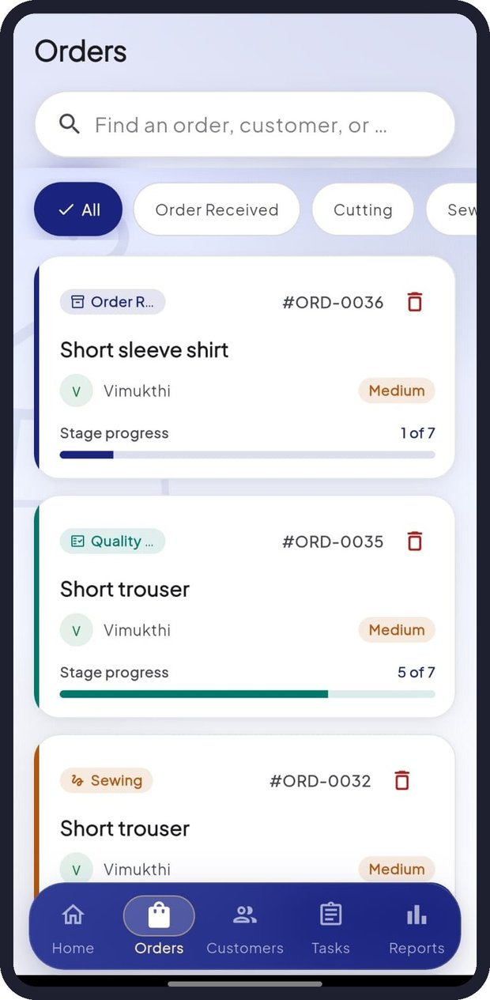 Orders
Find an order, customer, or ...
All Order Received Cutting Sew
Order R... #ORD-0036
Short sleeve shirt
V Vimukthi Medium
Stage progress 1 of 7
Quality ... #ORD-0035
Short trouser
V Vimukthi Medium
Stage progress 5 of 7
Sewing #ORD-0032
Short trouser
V Vimukthi Medium
Home Orders Customers Tasks Reports